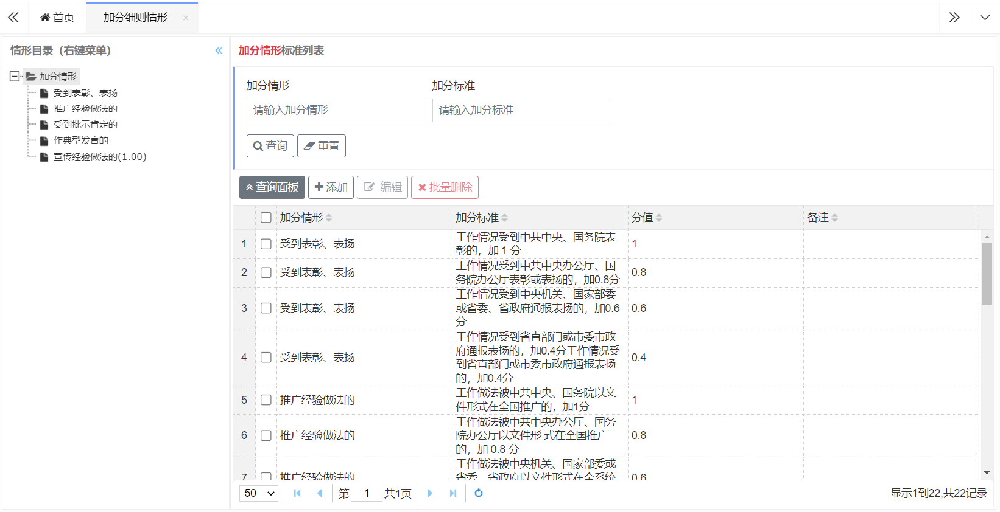 首页
加分细则情形
情形目录（右键菜单）
加分情形
受到表彰、表扬
推广经验做法的
受到批示肯定的
作典型发言的
宣传经验做法的(1.00)
加分情形标准列表
加分情形
加分标准
请输入加分情形
请输入加分标准
查询
重置
查询面板
添加
编辑
批量删除
加分情形
加分标准
分值
备注
1
受到表彰、表扬
工作情况受到中共中央、国务院表
彰的，加 1 分
1
2
受到表彰、表扬
工作情况受到中共中央办公厅、国
务院办公厅表彰或表扬的，加0.8分
0.8
3
受到表彰、表扬
工作情况受到中央机关、国家部委
或省委、省政府通报表扬的，加0.6
分
0.6
4
受到表彰、表扬
工作情况受到省直部门或市委市政
府通报表扬的，加0.4分工作情况受
到省直部门或市委市政府通报表扬
的，加0.4分
0.4
5
推广经验做法的
工作做法被中共中央、国务院以文
件形式在全国推广的，加1分
1
6
推广经验做法的
工作做法被中共中央办公厅、国务
院办公厅以文件形 式在全国推广
的，加 0.8 分
0.8
7
推广经验做法的
工作做法被中央机关、国家部委或
省委、省政府以文件形式在全系统
0.6
50
第 1 共1页
显示1到22,共22记录